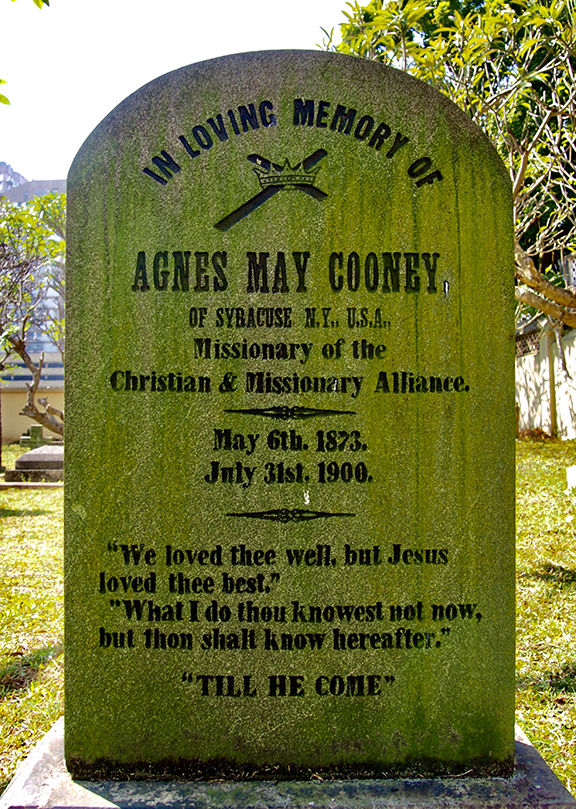 IN LOVING MEMORY OF
AGNES MAY COONEY,
OF SYRACUSE N.Y., U.S.A.,
Missionary of the
Christian & Missionary Alliance.
May 6th. 1873.
July 31st. 1900.
"We loved thee well, but Jesus
loved thee best."
"What I do thou knowest not now,
but thou shalt know hereafter."
"TILL HE COME"